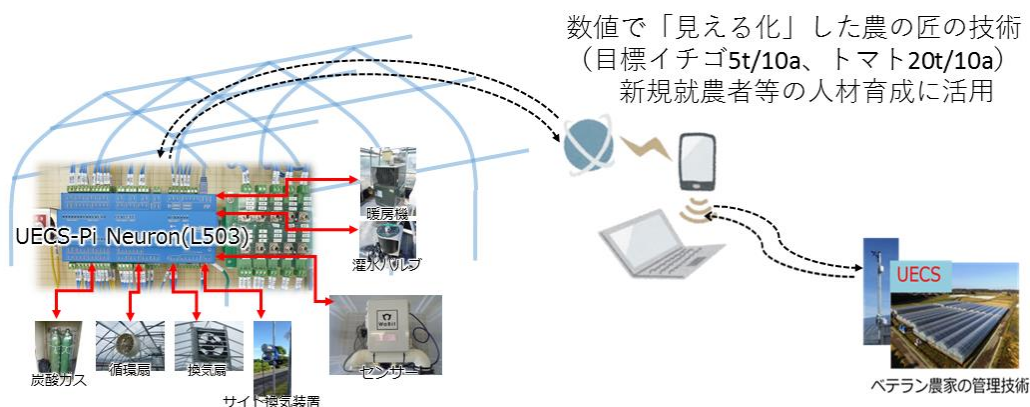 数値で「見える化」した農の匠の技術
（目標イチゴ5t/10a、トマト20t/10a）
新規就農者等の人材育成に活用
暖房機
UECS-Pi Neuron(L503)
灌水バルブ
UECS
WaBit
炭酸ガス
循環扇
換気扇
センサー
サイト換気装置
ベテラン農家の管理技術